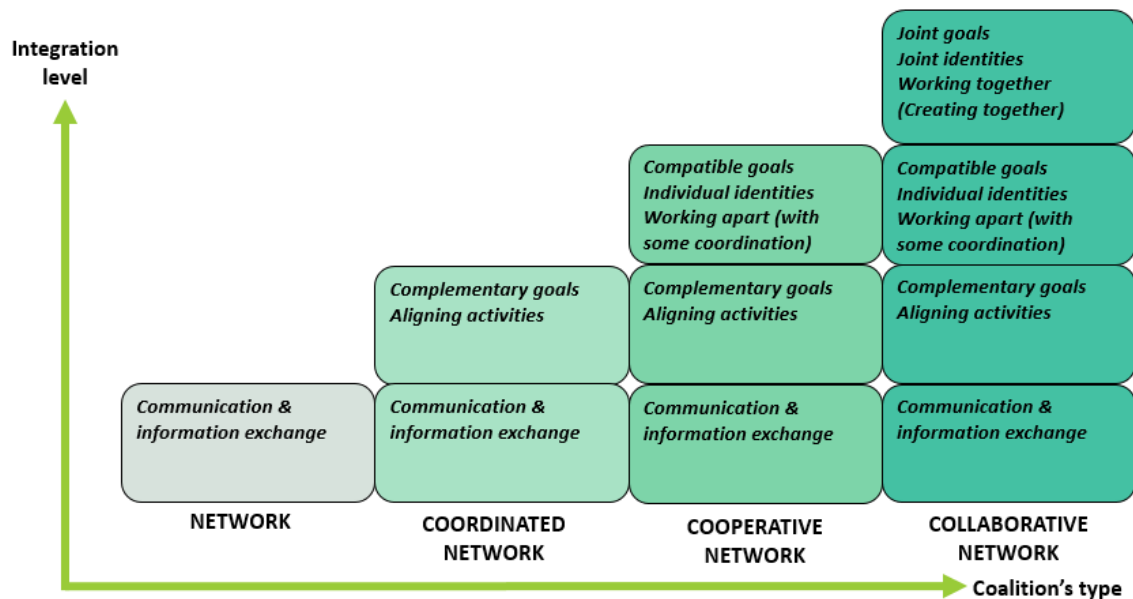 Integration
level
Joint goals
Joint identities
Working together
(Creating together)
Compatible goals
Individual identities
Working apart (with
some coordination)
Compatible goals
Individual identities
Working apart (with
some coordination)
Complementary goals
Aligning activities
Complementary goals
Aligning activities
Complementary goals
Aligning activities
Communication &
information exchange
Communication &
information exchange
Communication &
information exchange
Communication &
information exchange
NETWORK
COORDINATED
NETWORK
COOPERATIVE
NETWORK
COLLABORATIVE
NETWORK
Coalition's type